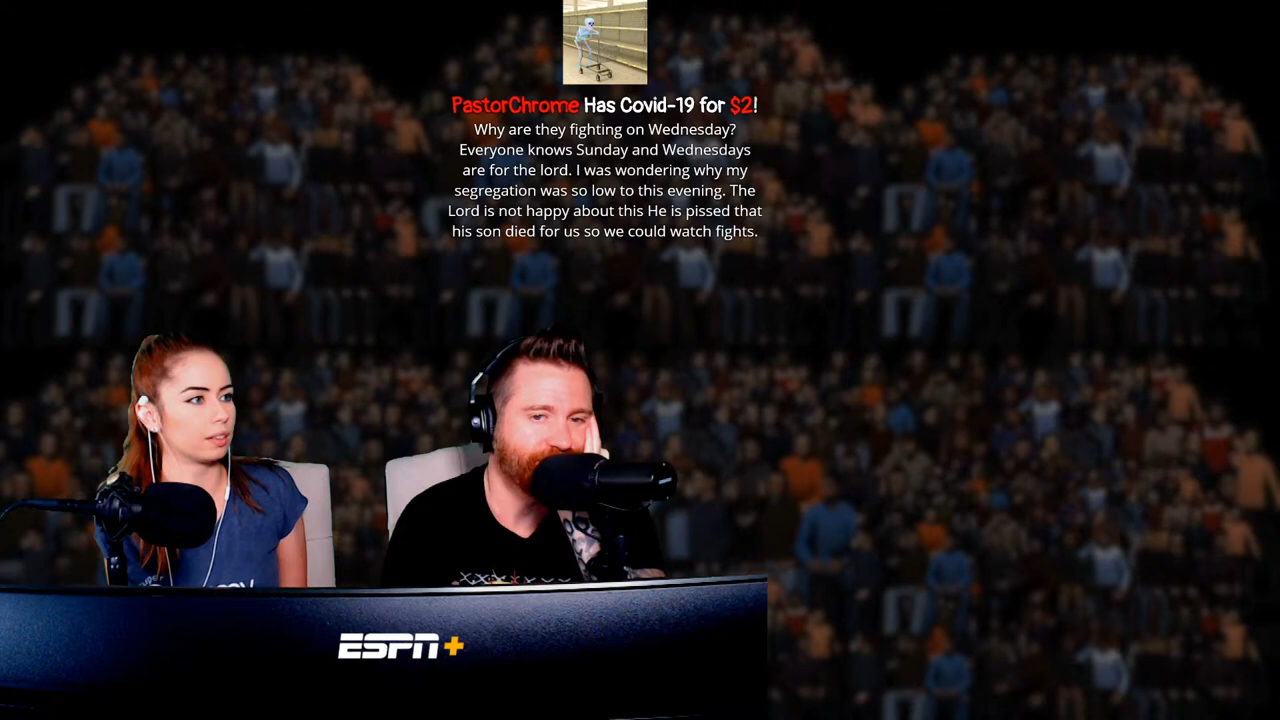 PastorChrome Has Covid-19 for $2!
Why are they fighting on Wednesday?
Everyone knows Sunday and Wednesdays
are for the lord. I was wondering why my
segregation was so low to this evening. The
Lord is not happy about this He is pissed that
his son died for us so we could watch fights.
SUPER
ESPN+